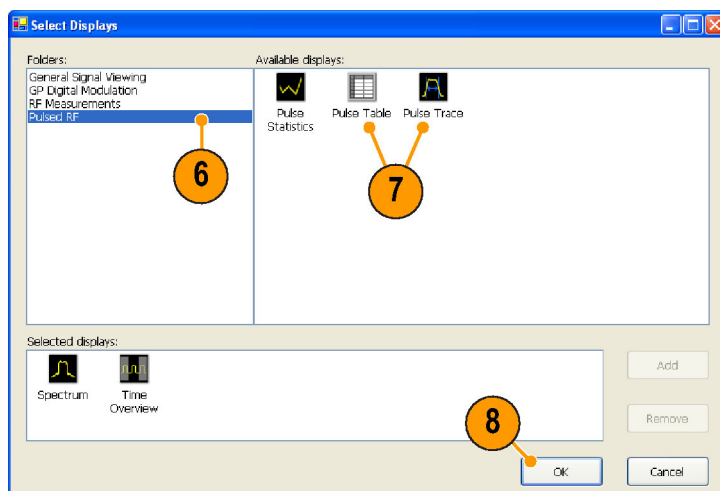 Select Displays
Folders:
Available displays:
General Signal Viewing
GP Digital Modulation
RF Measurements
Pulsed RF
Pulse Statistics
Pulse Table
Pulse Trace
6
7
Selected displays:
Spectrum
Time Overview
Add
Remove
8
OK
Cancel